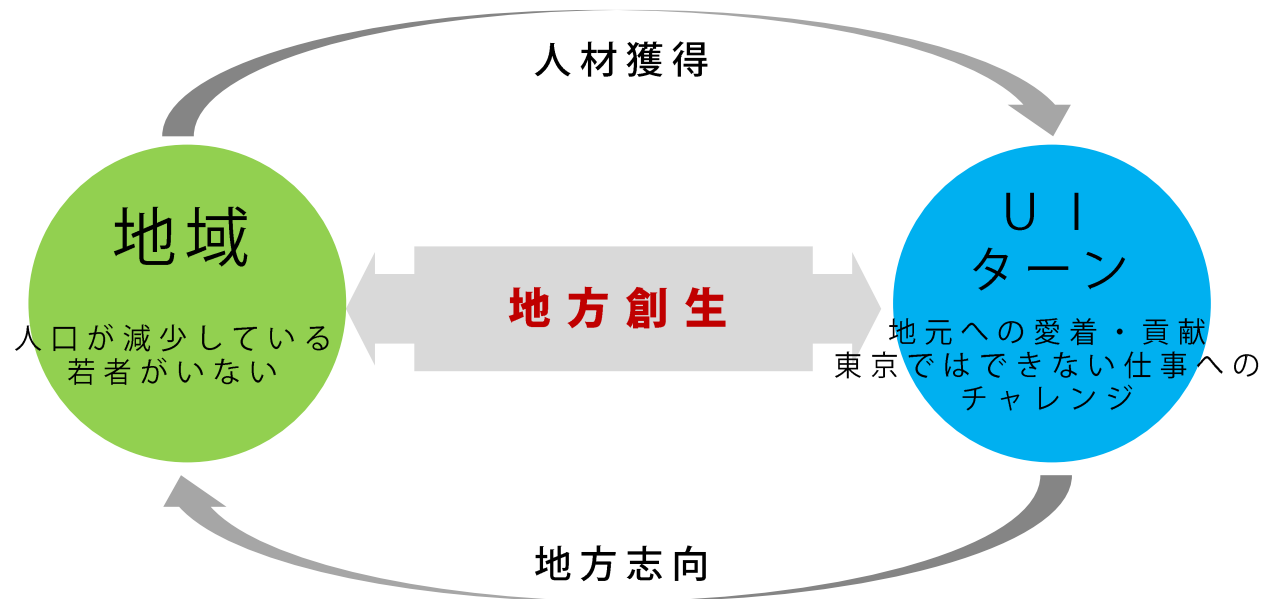 人材獲得
地域
人口が減少している
若者がいない
地方創生
ＵＩ
ターン
地元への愛着・貢献
東京ではできない仕事への
チャレンジ
地方志向